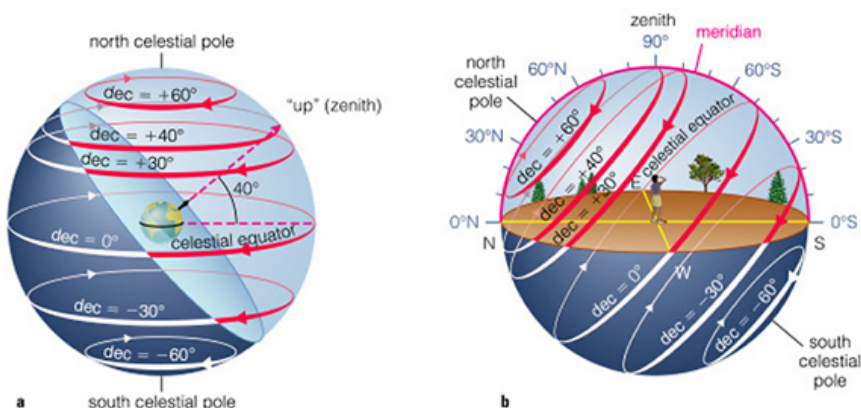 north celestial pole
dec = +60°
"up" (zenith)
dec = +40°
dec = +30°
40°
dec = 0°
celestial equator
dec = −30°
dec = −60°
a
south celestial pole
zenith
90°
meridian
north
celestial
pole
60°N
60°S
30°N
30°S
dec = +60°
dec = +40°
dec = +30°
celestial equator
E
0°N
0°S
N
S
W
dec = 0°
dec = −30°
dec = −60°
south
celestial
pole
b